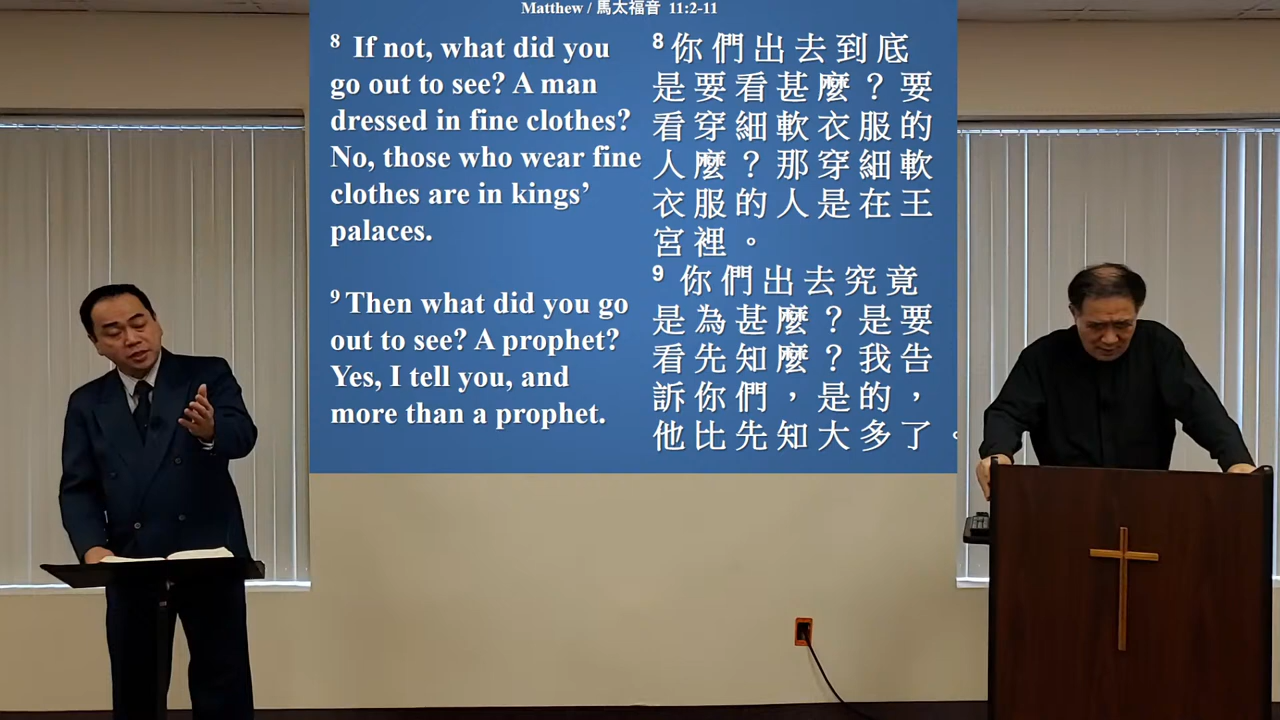 Matthew / 馬太福音 11:2-11
8 If not, what did you
go out to see? A man
dressed in fine clothes?
No, those who wear fine
clothes are in kings’
palaces.
9 Then what did you go
out to see? A prophet?
Yes, I tell you, and
more than a prophet.
8 你們出去到底
是要看甚麼？要
看穿細軟衣服的
人麼？那穿細軟
衣服的人是在王
宮裡。
9 你們出去究竟
是為甚麼？是要
看先知麼？我告
訴你們，是的，
他比先知大多了。